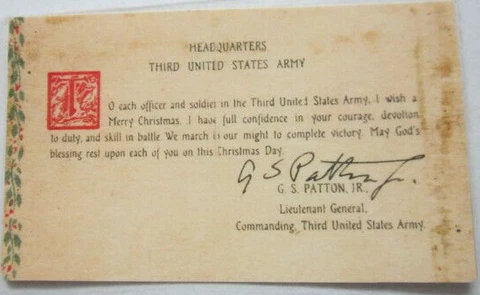 HEADQUARTERS
THIRD UNITED STATES ARMY
TO each officer and soldier in the Third United States Army, I wish a
Merry Christmas. I have full confidence in your courage, devotion
to duty, and skill in battle. We march in our might to complete victory. May God's
blessing rest upon each of you on this Christmas Day.
G S Patton Jr.
G. S. PATTON, JR.,
Lieutenant General,
Commanding, Third United States Army.